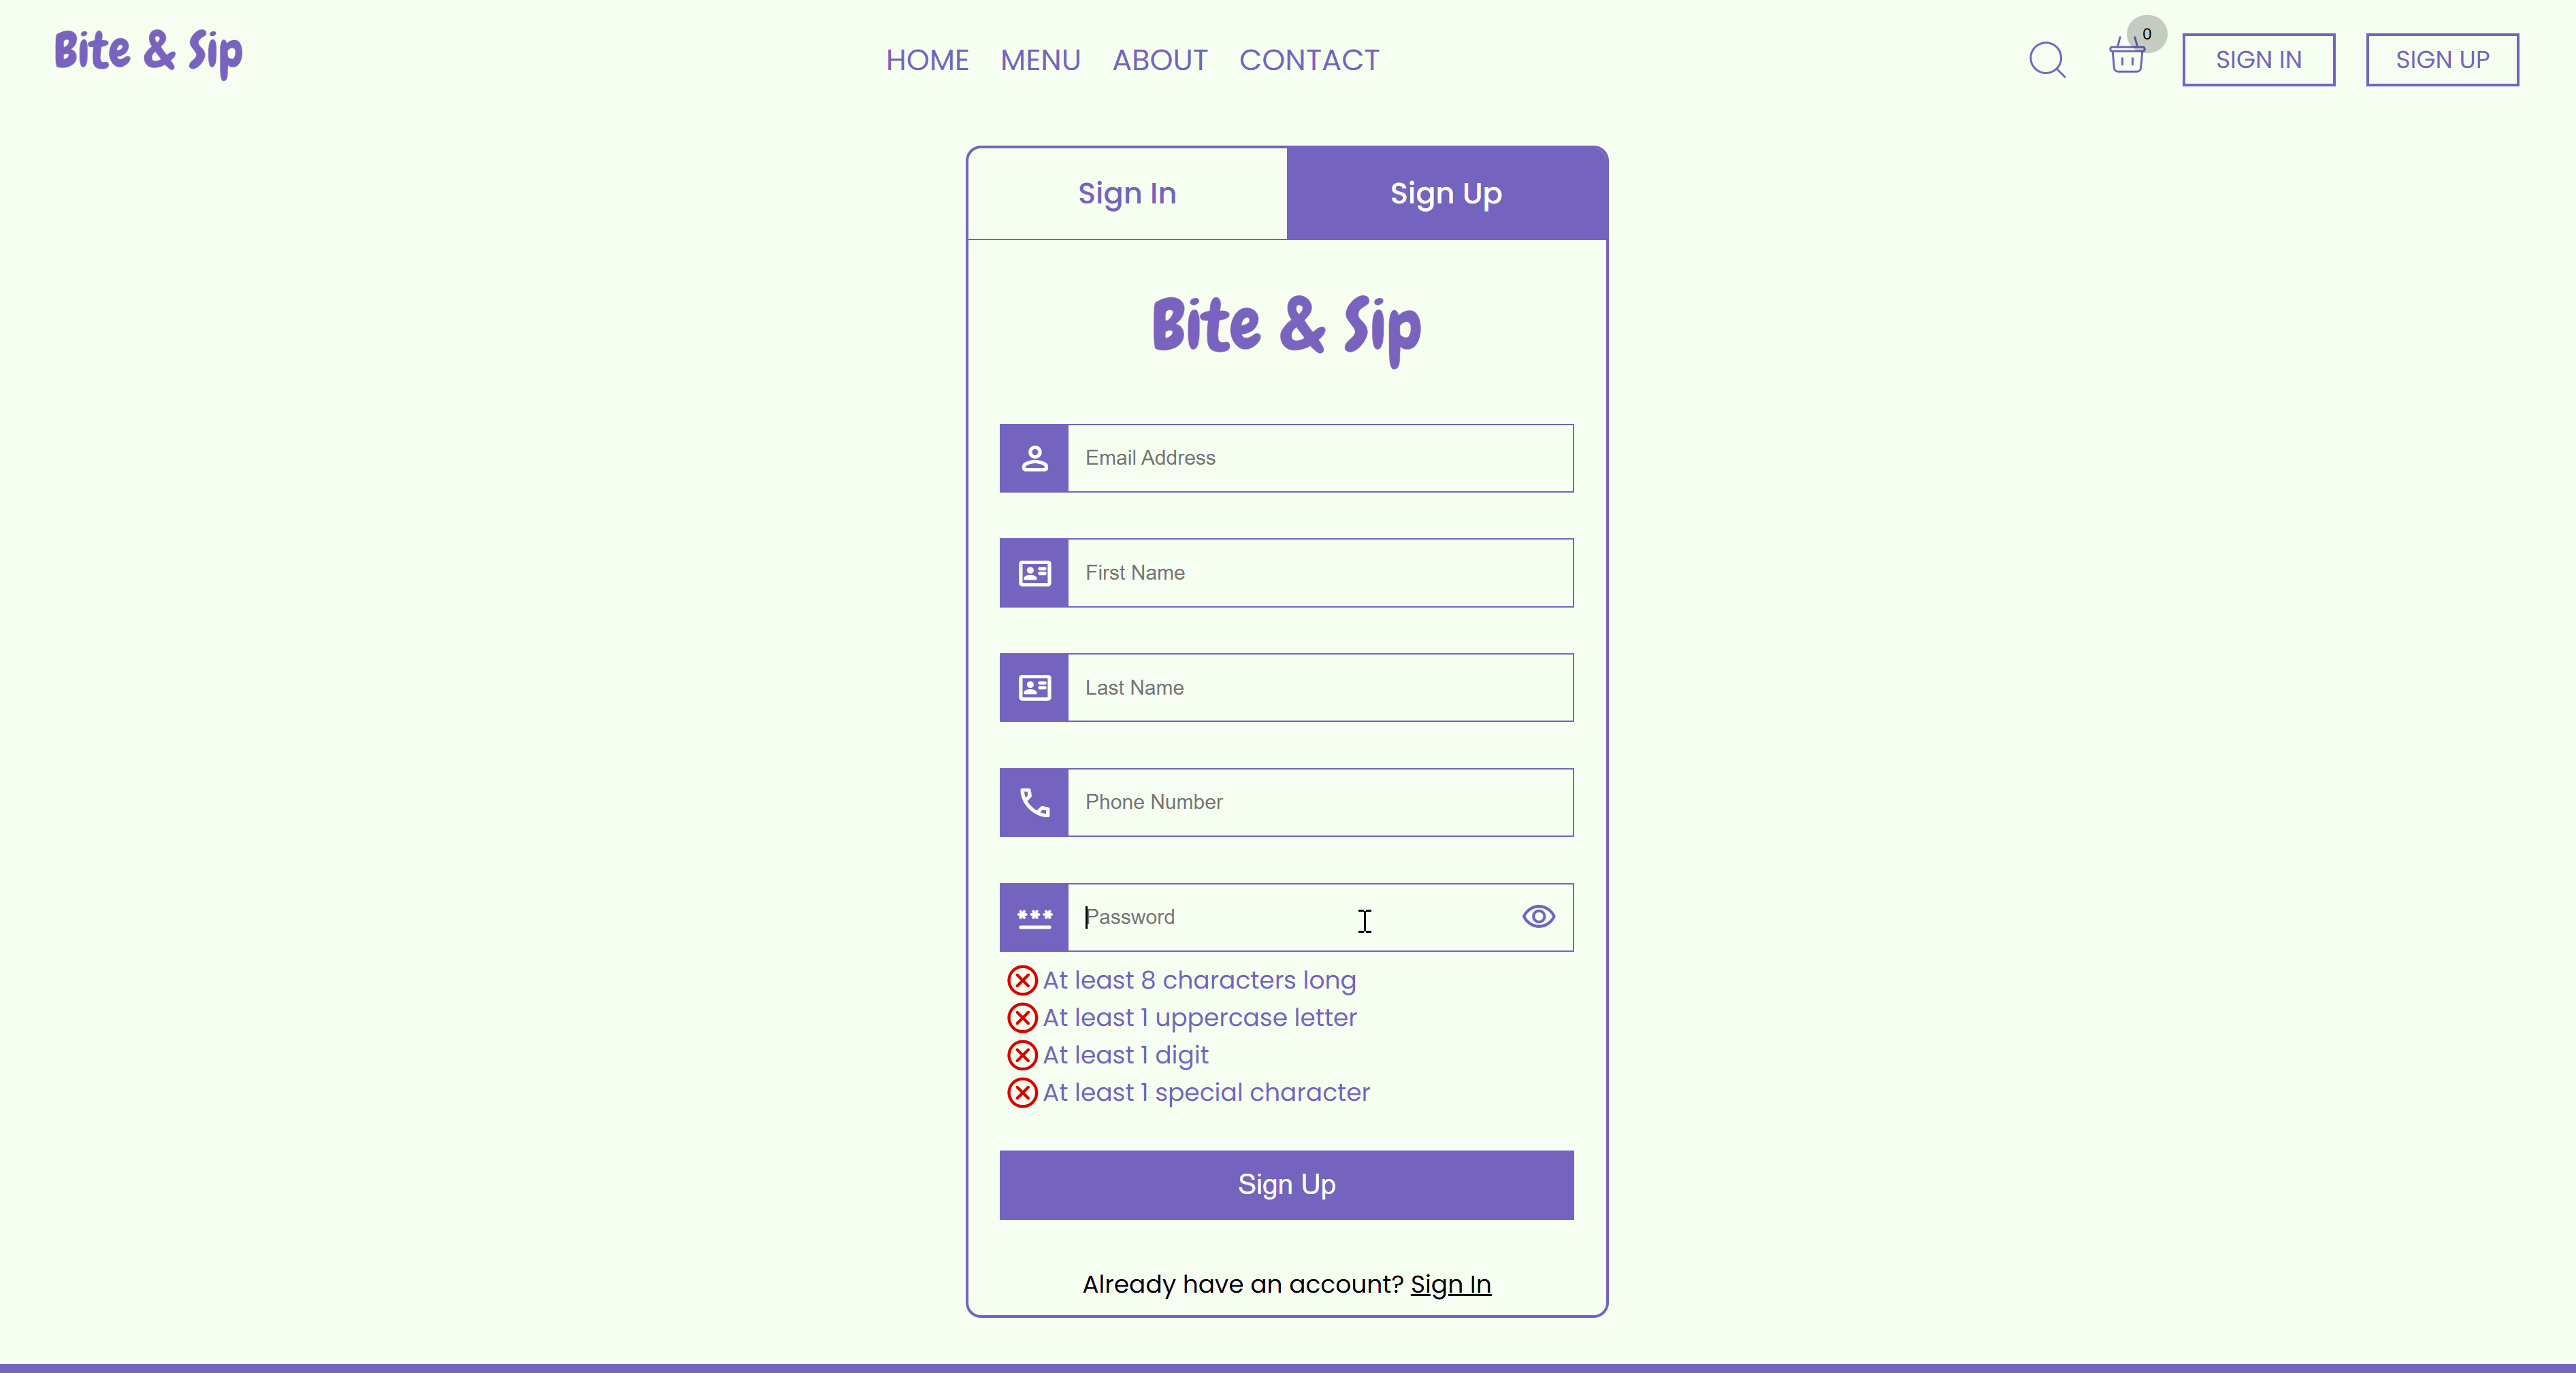 Bite & Sip
HOME MENU ABOUT CONTACT
0
SIGN IN
SIGN UP
Sign In
Sign Up
Bite & Sip
Email Address
First Name
Last Name
Phone Number
***
Password
At least 8 characters long
At least 1 uppercase letter
At least 1 digit
At least 1 special character
Sign Up
Already have an account? Sign In